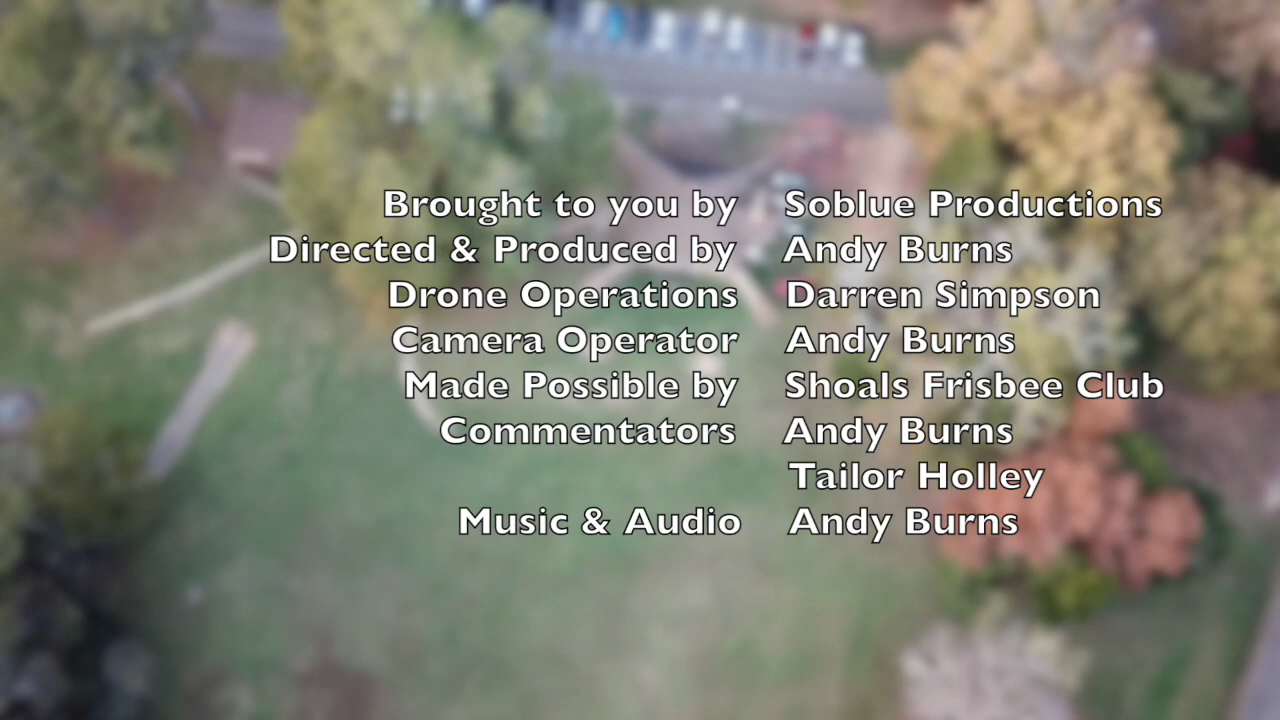 Brought to you by Soblue Productions
Directed & Produced by Andy Burns
Drone Operations Darren Simpson
Camera Operator Andy Burns
Made Possible by Shoals Frisbee Club
Commentators Andy Burns
Tailor Holley
Music & Audio Andy Burns